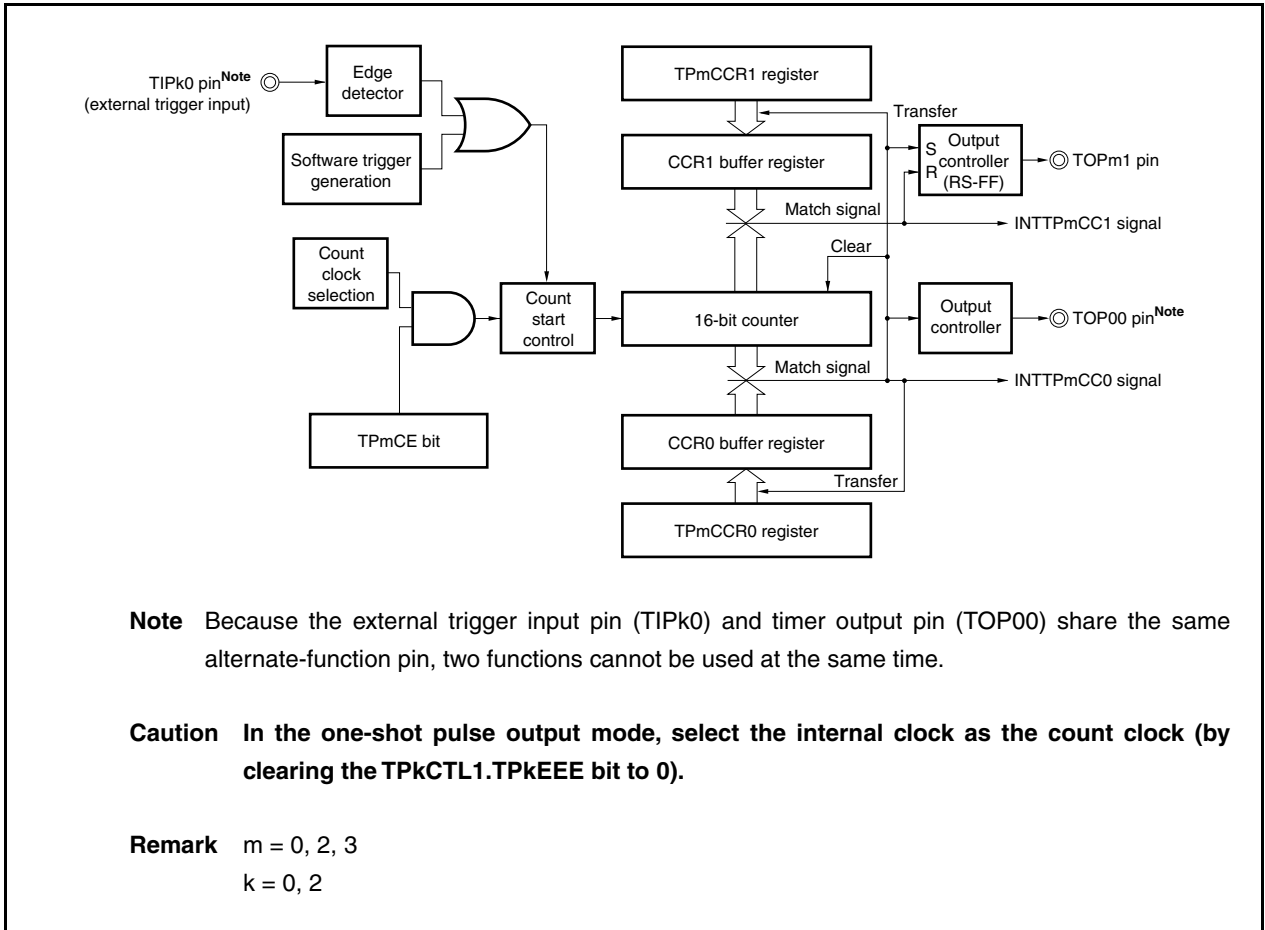 TIPk0 pinNote
(external trigger input)
Edge
detector
Software trigger
generation
Count
clock
selection
TPmCE bit
Count
start
control
TPmCCR1 register
Transfer
CCR1 buffer register
Match signal
Clear
16-bit counter
Match signal
CCR0 buffer register
Transfer
TPmCCR0 register
S
R
Output
controller
(RS-FF)
TOPm1 pin
INTTPmCC1 signal
Output
controller
TOP00 pinNote
INTTPmCC0 signal
Note Because the external trigger input pin (TIPk0) and timer output pin (TOP00) share the same
alternate-function pin, two functions cannot be used at the same time.
Caution In the one-shot pulse output mode, select the internal clock as the count clock (by
clearing the TPkCTL1.TPkEEE bit to 0).
Remark m = 0, 2, 3
k = 0, 2